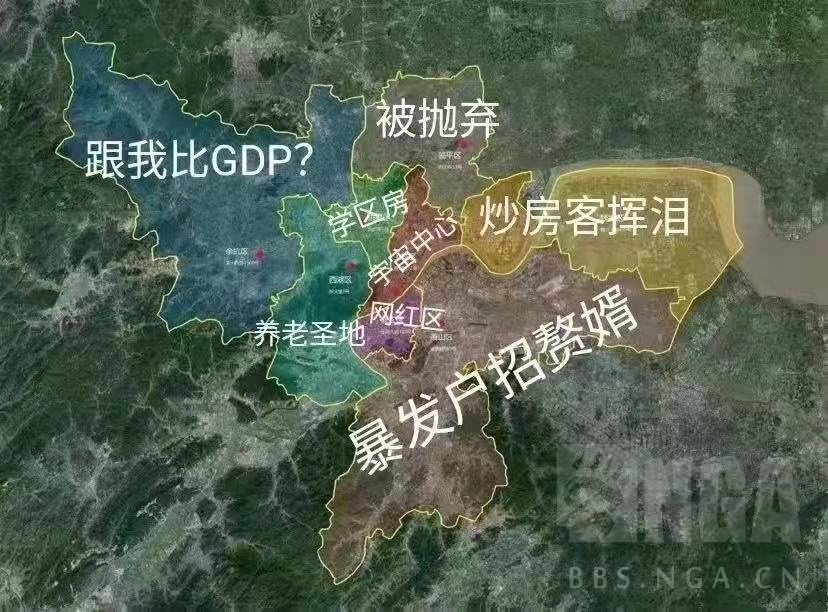 被抛弃
跟我比GDP?
临平区
学区房
炒房客挥泪
宇宙中心
余杭区
西湖区
网红区
养老圣地
萧山区
暴发户招赘婿
NGA
BBS.NGA.CN